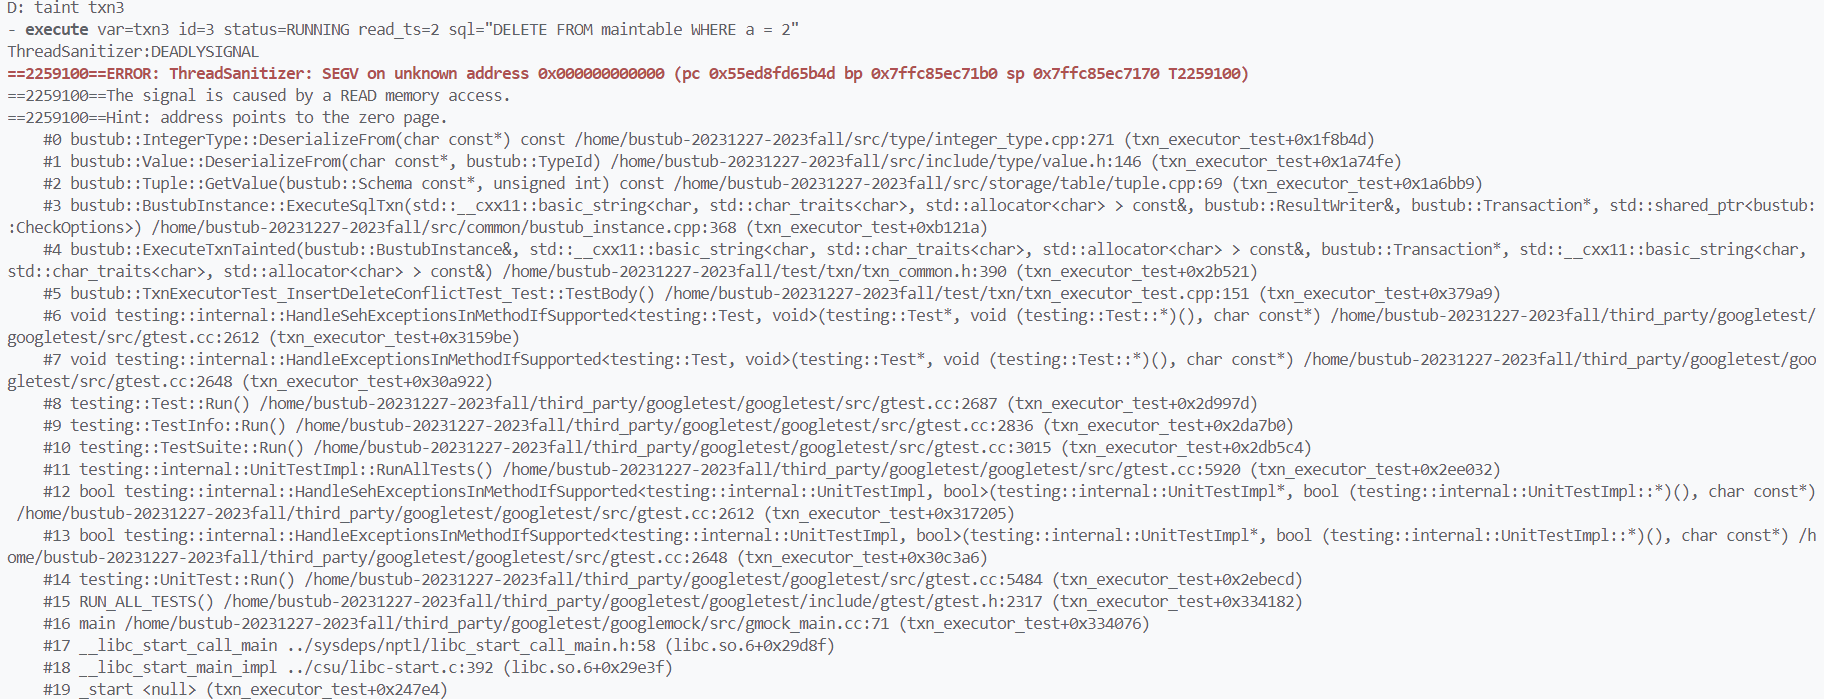 D: taint txn3
- execute var=txn3 id=3 status=RUNNING read_ts=2 sql="DELETE FROM maintable WHERE a = 2"
ThreadSanitizer:DEADLYSIGNAL
==2259100==ERROR: ThreadSanitizer: SEGV on unknown address 0x000000000000 (pc 0x55ed8fd65b4d bp 0x7ffc85ec71b0 sp 0x7ffc85ec7170 T2259100)
==2259100==The signal is caused by a READ memory access.
==2259100==Hint: address points to the zero page.
    #0 bustub::IntegerType::DeserializeFrom(char const*) const /home/bustub-20231227-2023fall/src/type/integer_type.cpp:271 (txn_executor_test+0x1f8b4d)
    #1 bustub::Value::DeserializeFrom(char const*, bustub::TypeId) /home/bustub-20231227-2023fall/src/include/type/value.h:146 (txn_executor_test+0x1a74fe)
    #2 bustub::Tuple::GetValue(bustub::Schema const*, unsigned int) const /home/bustub-20231227-2023fall/src/storage/table/tuple.cpp:69 (txn_executor_test+0x1a6bb9)
    #3 bustub::BustubInstance::ExecuteSqlTxn(std::__cxx11::basic_string<char, std::char_traits<char>, std::allocator<char> > const&, bustub::ResultWriter&, bustub::Transaction*, std::shared_ptr<bustub:
:CheckOptions>) /home/bustub-20231227-2023fall/src/common/bustub_instance.cpp:368 (txn_executor_test+0xb121a)
    #4 bustub::ExecuteTxnTainted(bustub::BustubInstance&, std::__cxx11::basic_string<char, std::char_traits<char>, std::allocator<char> > const&, bustub::Transaction*, std::__cxx11::basic_string<char, 
std::char_traits<char>, std::allocator<char> > const&) /home/bustub-20231227-2023fall/test/txn/txn_common.h:390 (txn_executor_test+0x2b521)
    #5 bustub::TxnExecutorTest_InsertDeleteConflictTest_Test::TestBody() /home/bustub-20231227-2023fall/test/txn/txn_executor_test.cpp:151 (txn_executor_test+0x379a9)
    #6 void testing::internal::HandleSehExceptionsInMethodIfSupported<testing::Test, void>(testing::Test*, void (testing::Test::*)(), char const*) /home/bustub-20231227-2023fall/third_party/googletest/
googletest/src/gtest.cc:2612 (txn_executor_test+0x3159be)
    #7 void testing::internal::HandleExceptionsInMethodIfSupported<testing::Test, void>(testing::Test*, void (testing::Test::*)(), char const*) /home/bustub-20231227-2023fall/third_party/googletest/goo
gletest/src/gtest.cc:2648 (txn_executor_test+0x30a922)
    #8 testing::Test::Run() /home/bustub-20231227-2023fall/third_party/googletest/googletest/src/gtest.cc:2687 (txn_executor_test+0x2d997d)
    #9 testing::TestInfo::Run() /home/bustub-20231227-2023fall/third_party/googletest/googletest/src/gtest.cc:2836 (txn_executor_test+0x2da7b0)
    #10 testing::TestSuite::Run() /home/bustub-20231227-2023fall/third_party/googletest/googletest/src/gtest.cc:3015 (txn_executor_test+0x2db5c4)
    #11 testing::internal::UnitTestImpl::RunAllTests() /home/bustub-20231227-2023fall/third_party/googletest/googletest/src/gtest.cc:5920 (txn_executor_test+0x2ee032)
    #12 bool testing::internal::HandleSehExceptionsInMethodIfSupported<testing::internal::UnitTestImpl, bool>(testing::internal::UnitTestImpl*, bool (testing::internal::UnitTestImpl::*)(), char const*)
 /home/bustub-20231227-2023fall/third_party/googletest/googletest/src/gtest.cc:2612 (txn_executor_test+0x317205)
    #13 bool testing::internal::HandleExceptionsInMethodIfSupported<testing::internal::UnitTestImpl, bool>(testing::internal::UnitTestImpl*, bool (testing::internal::UnitTestImpl::*)(), char const*) /h
ome/bustub-20231227-2023fall/third_party/googletest/googletest/src/gtest.cc:2648 (txn_executor_test+0x30c3a6)
    #14 testing::UnitTest::Run() /home/bustub-20231227-2023fall/third_party/googletest/googletest/src/gtest.cc:5484 (txn_executor_test+0x2ebecd)
    #15 RUN_ALL_TESTS() /home/bustub-20231227-2023fall/third_party/googletest/googletest/include/gtest/gtest.h:2317 (txn_executor_test+0x334182)
    #16 main /home/bustub-20231227-2023fall/third_party/googletest/googlemock/src/gmock_main.cc:71 (txn_executor_test+0x334076)
    #17 __libc_start_call_main ../sysdeps/nptl/libc_start_call_main.h:58 (libc.so.6+0x29d8f)
    #18 __libc_start_main_impl ../csu/libc-start.c:392 (libc.so.6+0x29e3f)
    #19 _start <null> (txn_executor_test+0x247e4)